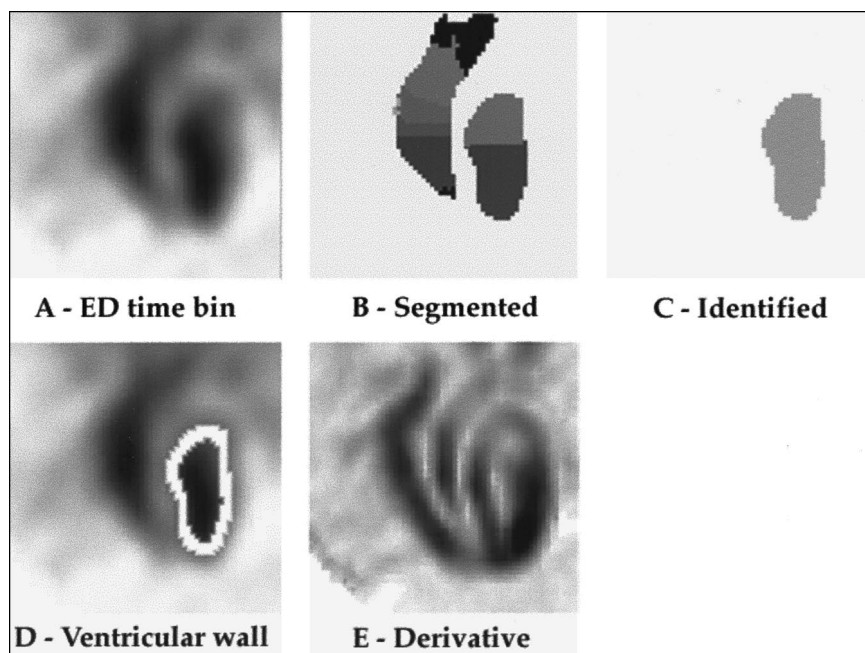 A - ED time bin
B - Segmented
C - Identified
D - Ventricular wall
E - Derivative